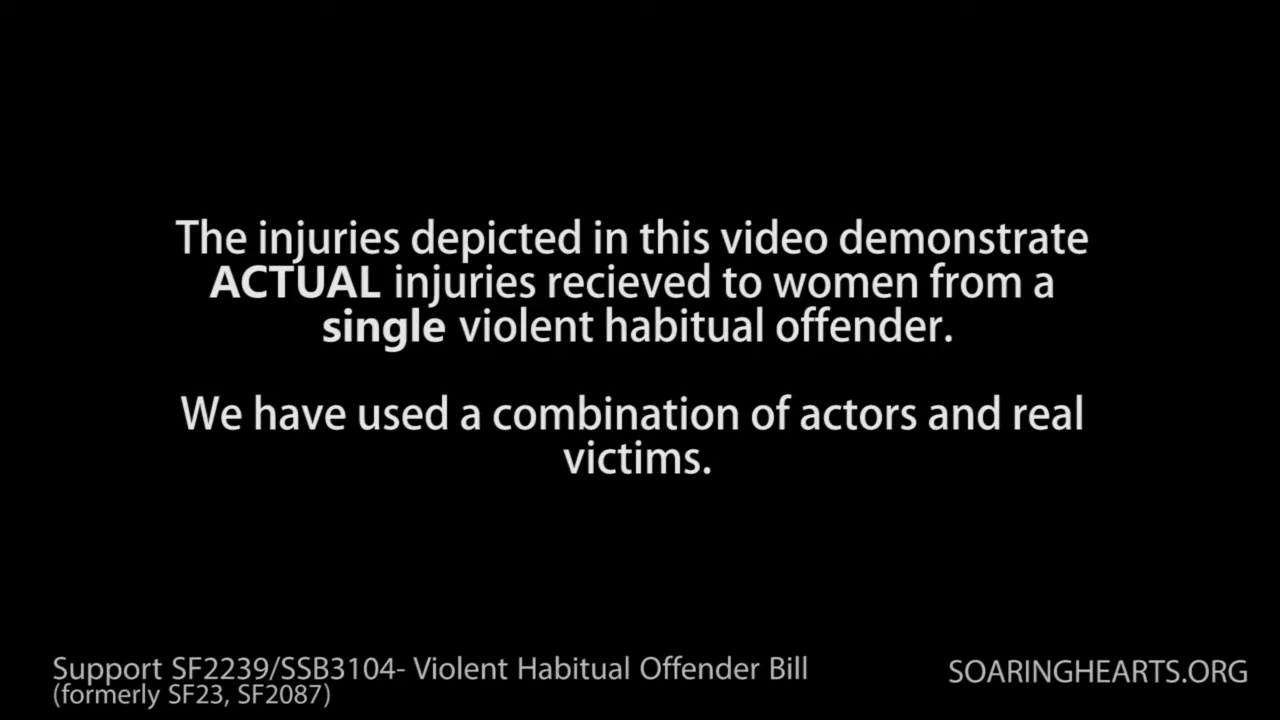 The injuries depicted in this video demonstrate
ACTUAL injuries recieved to women from a
single violent habitual offender.
We have used a combination of actors and real
victims.
Support SF2239/SSB3104- Violent Habitual Offender Bill
(formerly SF23, SF2087)
SOARINGHEARTS.ORG